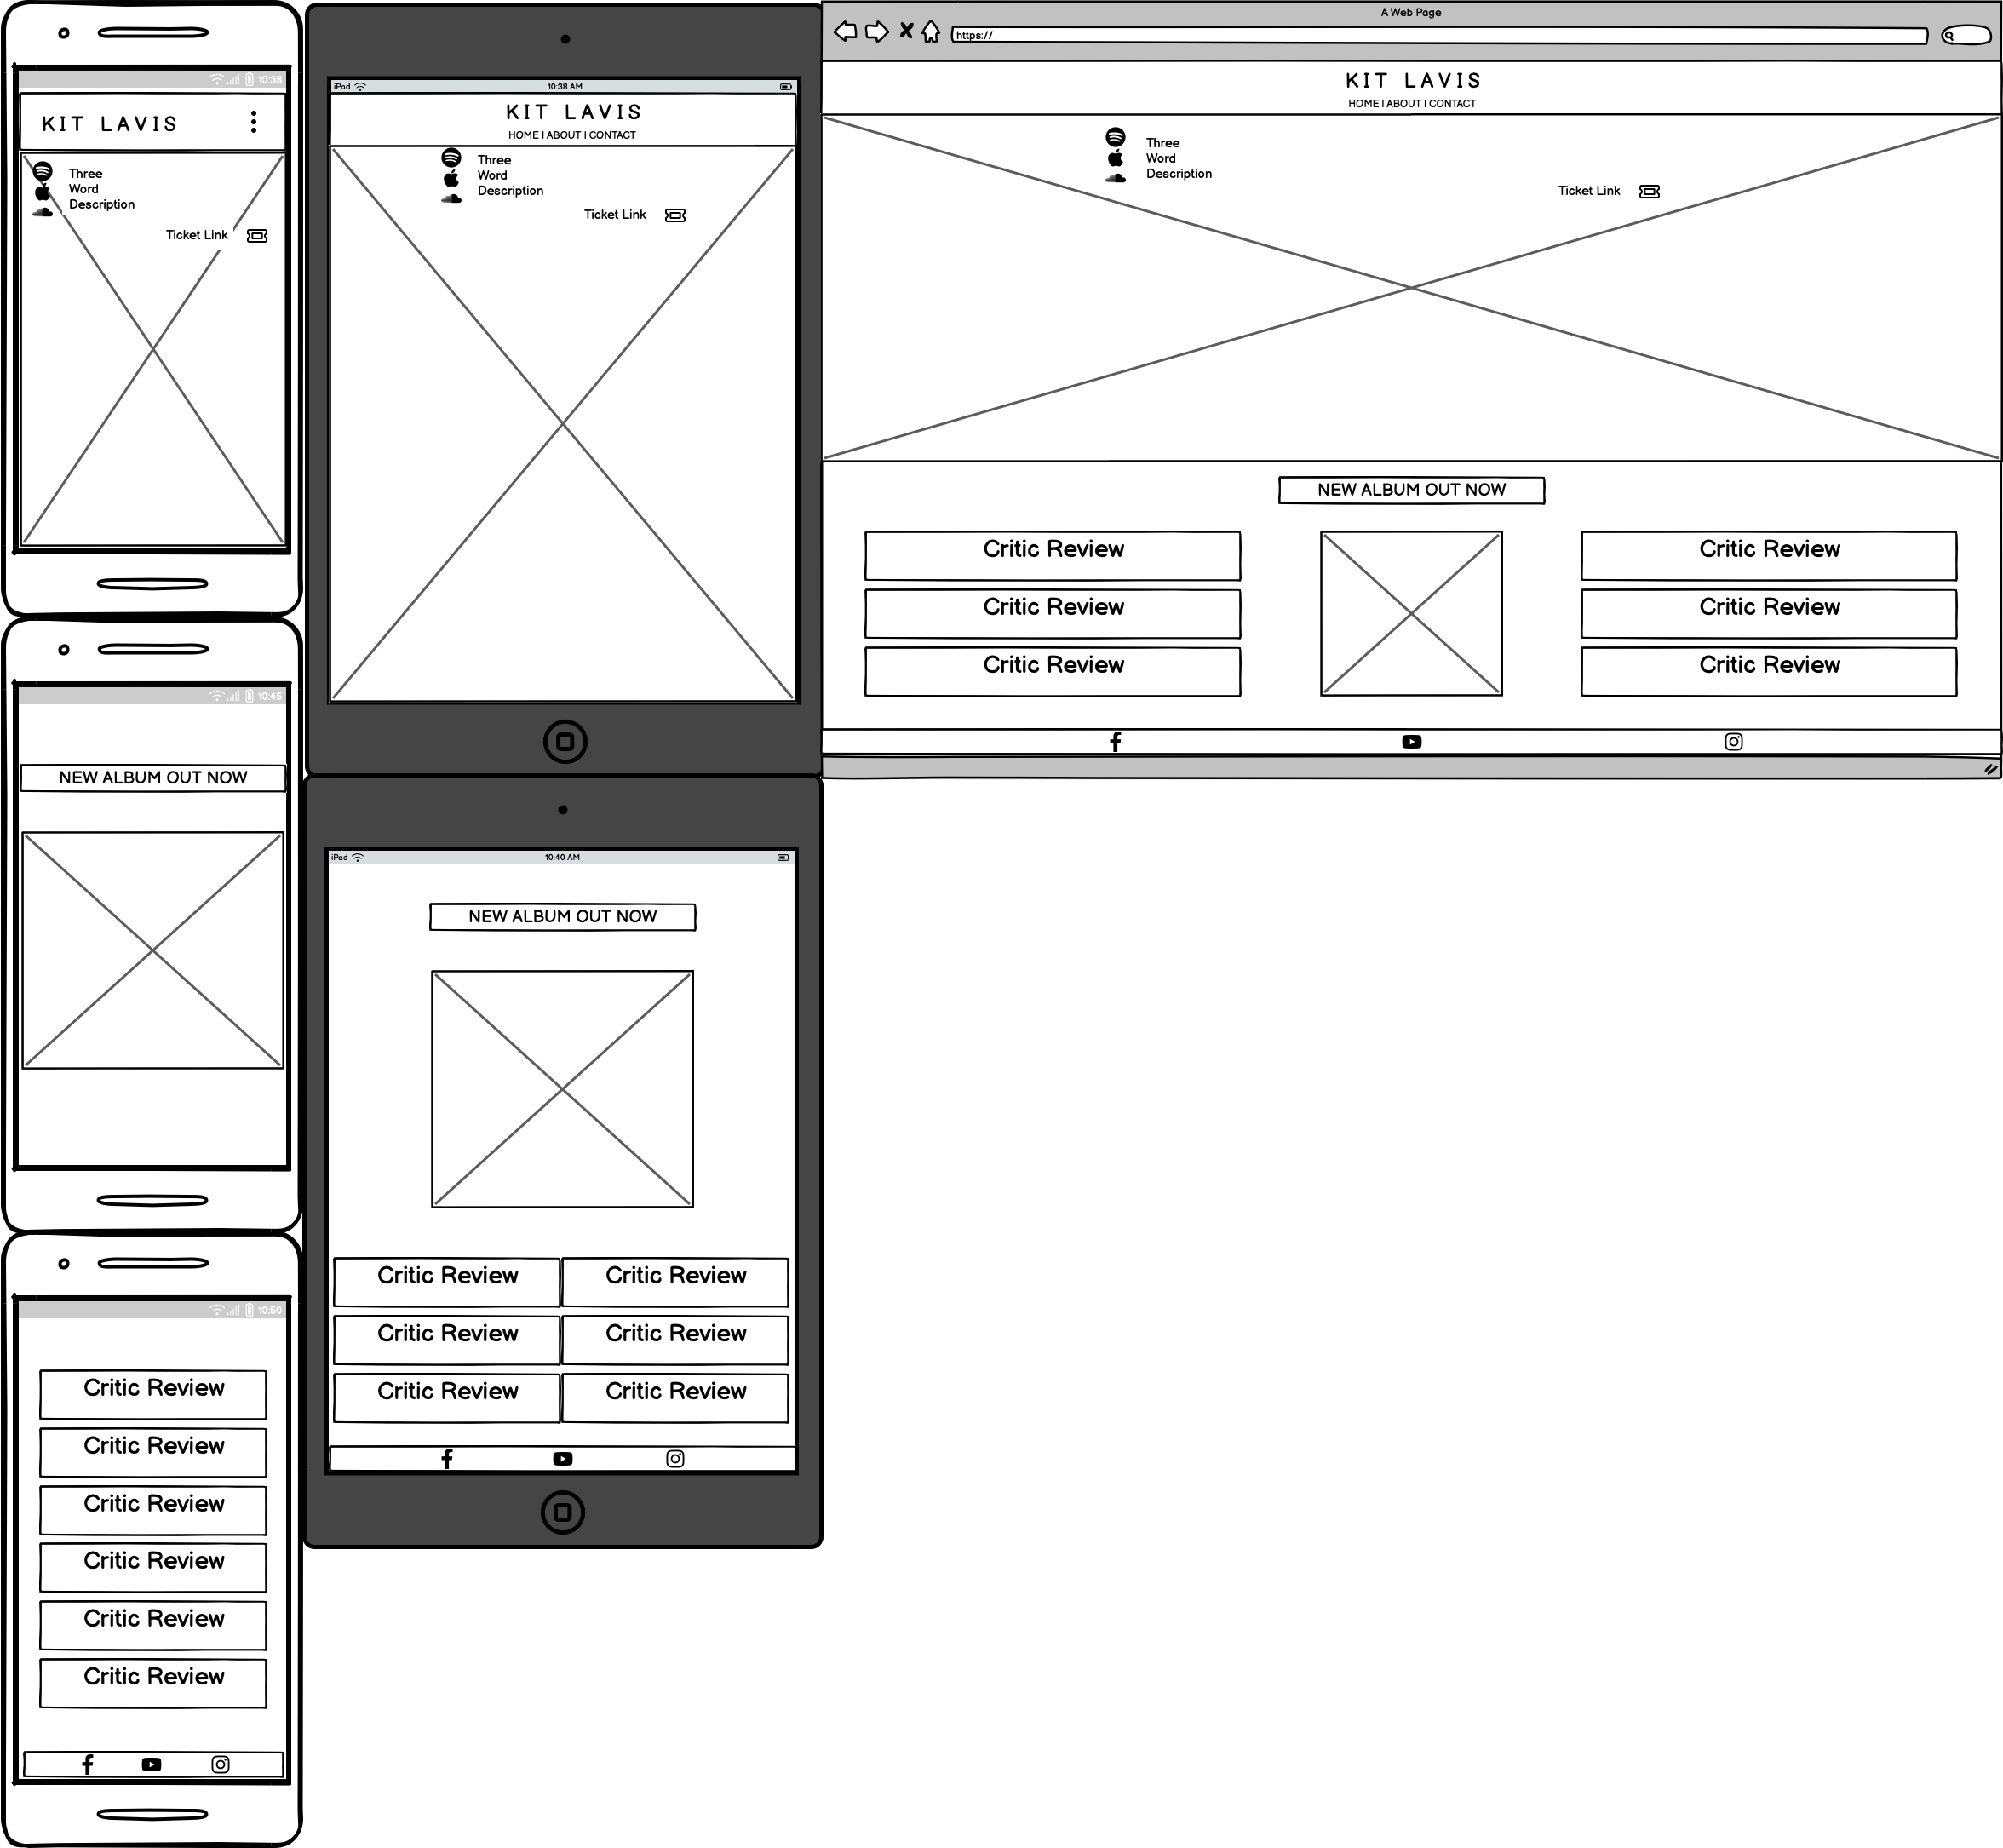 10:38
KIT LAVIS
Three
Word
Description
Ticket Link
10:45
NEW ALBUM OUT NOW
10:50
Critic Review
Critic Review
Critic Review
Critic Review
Critic Review
Critic Review
iPad
10:38 AM
KIT LAVIS
HOME | ABOUT | CONTACT
Three
Word
Description
Ticket Link
iPad
10:40 AM
NEW ALBUM OUT NOW
Critic Review
Critic Review
Critic Review
Critic Review
Critic Review
Critic Review
A Web Page
https://
KIT LAVIS
HOME | ABOUT | CONTACT
Three
Word
Description
Ticket Link
NEW ALBUM OUT NOW
Critic Review
Critic Review
Critic Review
Critic Review
Critic Review
Critic Review